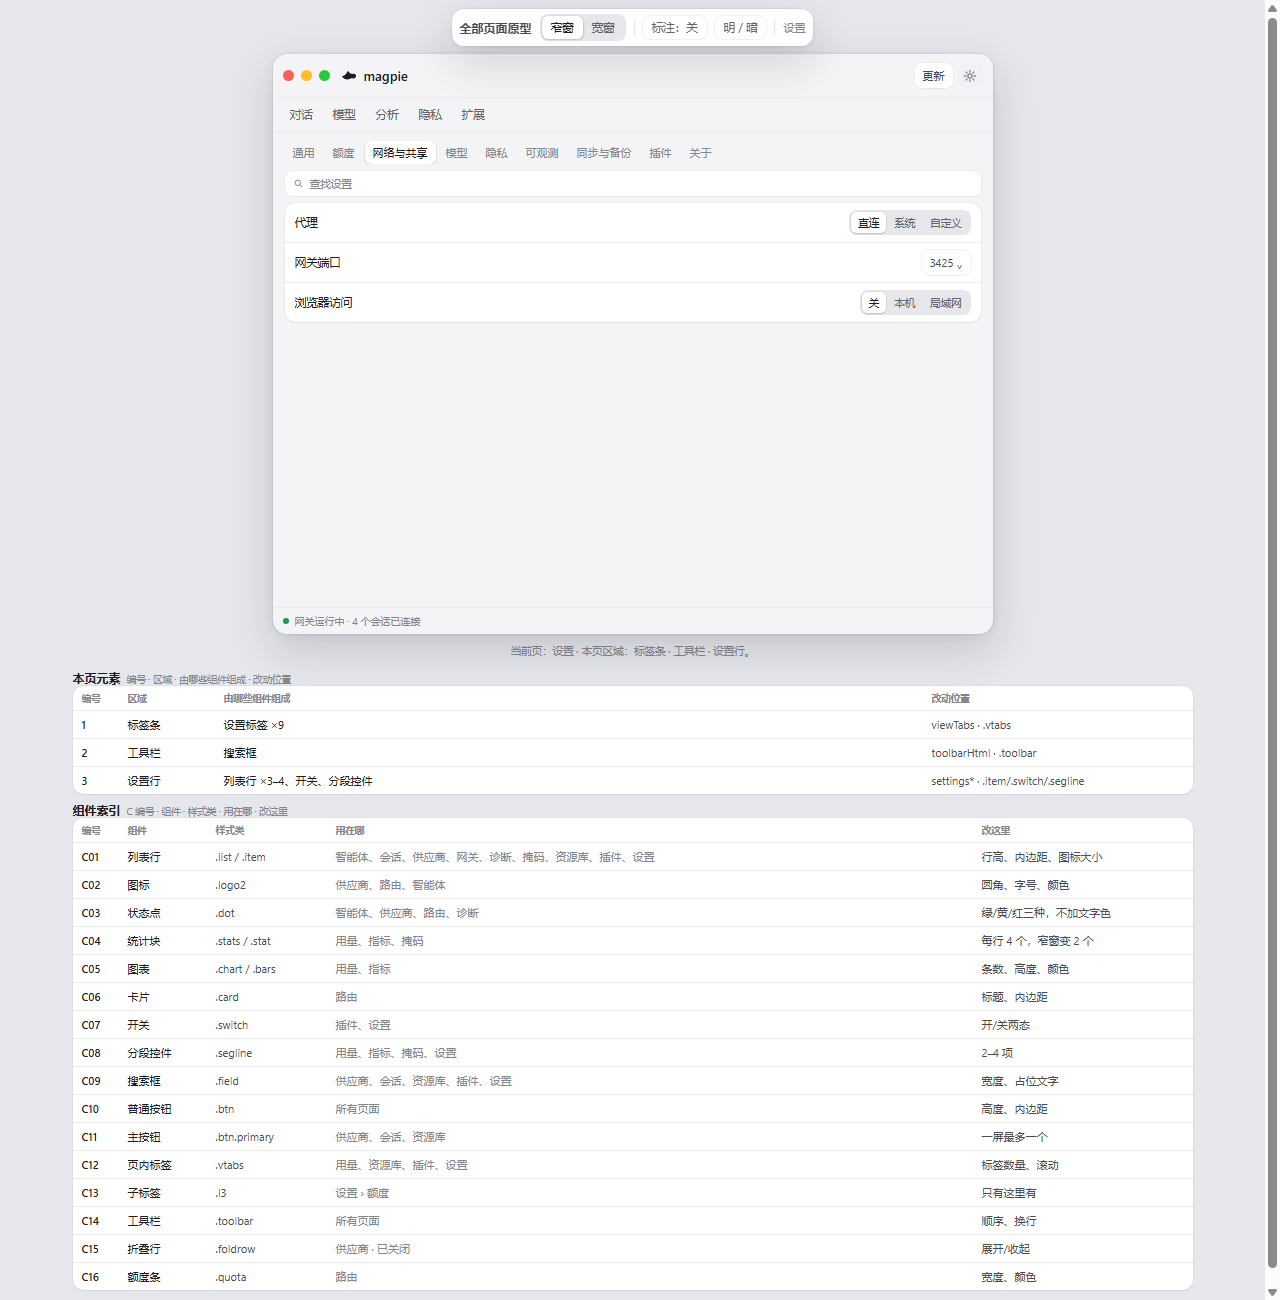 全部页面原型 窄窗 宽窗 标注：关 明 / 暗 设置
magpie 更新
对话 模型 分析 隐私 扩展
通用 额度 网络与共享 模型 隐私 可观测 同步与备份 插件 关于
查找设置
代理 直连 系统 自定义
网关端口 3425
浏览器访问 关 本机 局域网
网关运行中 · 4 个会话已连接
当前页：设置 · 本页区域：标签条 · 工具栏 · 设置行。
本页元素 编号 · 区域 · 由哪些组件组成 · 改动位置
编号 区域 由哪些组件组成 改动位置
1 标签条 设置标签 ×9 viewTabs · .vtabs
2 工具栏 搜索框 toolbarHtml · .toolbar
3 设置行 列表行 ×3–4、开关、分段控件 settings* · .item/.switch/.segline
组件索引 C 编号 · 组件 · 样式类 · 用在哪 · 改这里
编号 组件 样式类 用在哪 改这里
C01 列表行 .list / .item 智能体、会话、供应商、网关、诊断、掩码、资源库、插件、设置 行高、内边距、图标大小
C02 图标 .logo2 供应商、路由、智能体 圆角、字号、颜色
C03 状态点 .dot 智能体、供应商、路由、诊断 绿/黄/红三种，不加文字色
C04 统计块 .stats / .stat 用量、指标、掩码 每行 4 个，窄窗变 2 个
C05 图表 .chart / .bars 用量、指标 条数、高度、颜色
C06 卡片 .card 路由 标题、内边距
C07 开关 .switch 插件、设置 开/关两态
C08 分段控件 .segline 用量、指标、掩码、设置 2–4 项
C09 搜索框 .field 供应商、会话、资源库、插件、设置 宽度、占位文字
C10 普通按钮 .btn 所有页面 高度、内边距
C11 主按钮 .btn.primary 供应商、会话、资源库 一屏最多一个
C12 页内标签 .vtabs 用量、资源库、插件、设置 标签数量、滚动
C13 子标签 .l3 设置 › 额度 只有这里有
C14 工具栏 .toolbar 所有页面 顺序、换行
C15 折叠行 .foldrow 供应商 · 已关闭 展开/收起
C16 额度条 .quota 路由 宽度、颜色